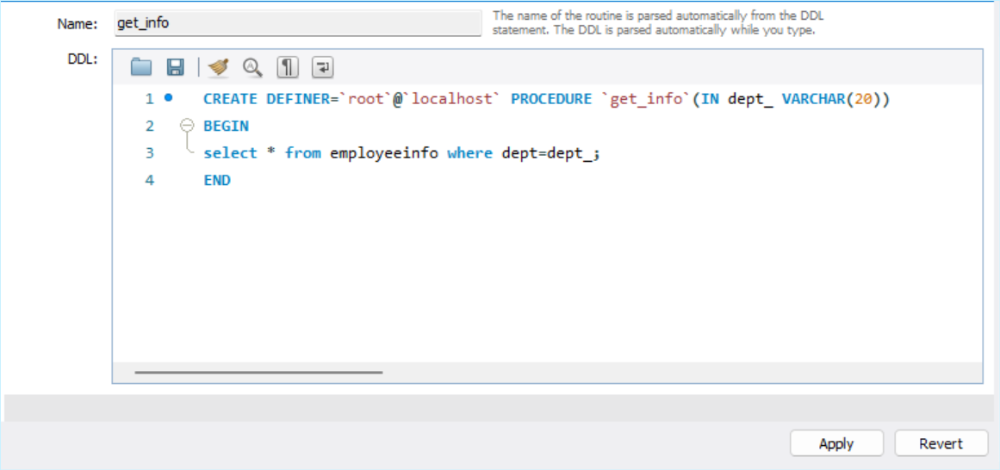 Name: get_info The name of the routine is parsed automatically from the DDL
statement. The DDL is parsed automatically while you type.
DDL:
1 CREATE DEFINER=`root`@`localhost` PROCEDURE `get_info`(IN dept_ VARCHAR(20))
2 BEGIN
3 select * from employeeinfo where dept=dept_;
4 END
Apply Revert